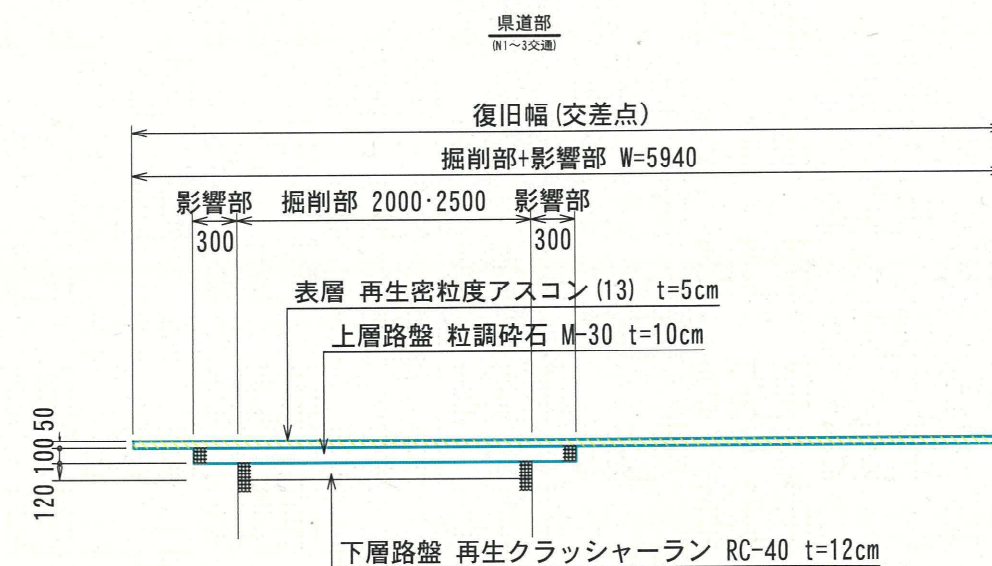 県道部
(N1~3交通)
復旧幅(交差点)
掘削部+影響部 W=5940
影響部 掘削部 2000·2500 影響部
300 300
表層 再生密粒度アスコン(13) t=5cm
上層路盤 粒調砕石 M-30 t=10cm
50
100
120
下層路盤 再生クラッシャーラン RC-40 t=12cm